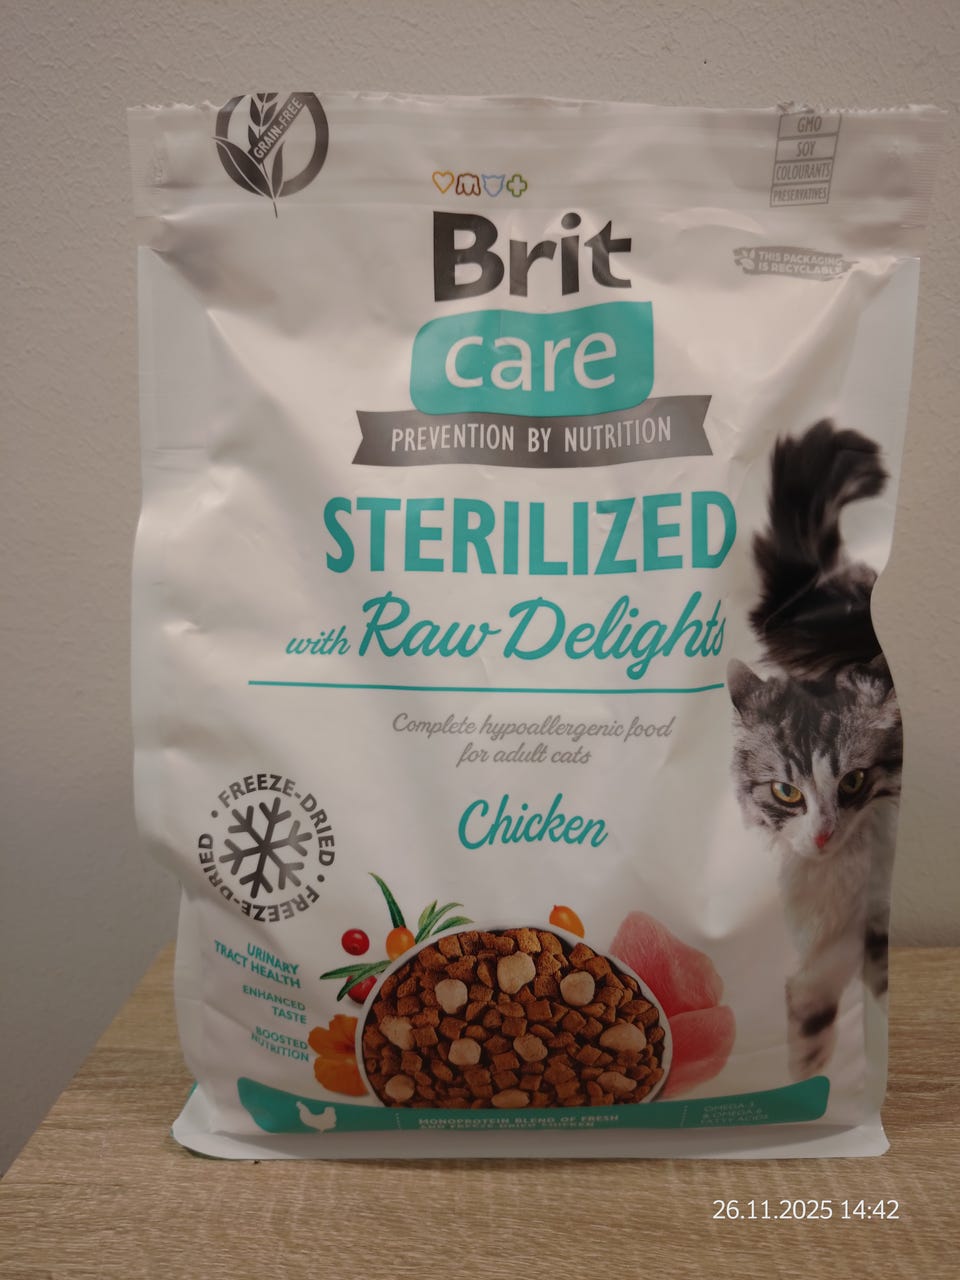 GRAIN-FREE
GMO
SOY
COLOURANTS
PRESERVATIVES
THIS PACKAGING
IS RECYCLABLE
Brit
care
PREVENTION BY NUTRITION
STERILIZED
with Raw Delights
Complete hypoallergenic food
for adult cats
Chicken
FREEZE-DRIED • FREEZE-DRIED • FREEZE-DRIED •
URINARY
TRACT HEALTH
ENHANCED
TASTE
BOOSTED
NUTRITION
MONOPROTEIN BLEND OF FRESH
AND FREEZE-DRIED CHICKEN
OMEGA-3
& OMEGA-6
FATTY ACIDS
26.11.2025 14:42